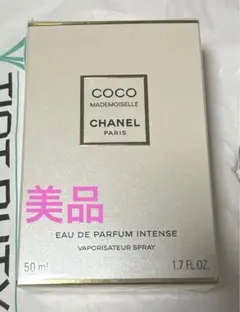 COCO
MADEMOISELLE
CHANEL
PARIS
美品
EAU DE PARFUM INTENSE
VAPORISATEUR SPRAY
50 ml
1.7 FL.OZ.